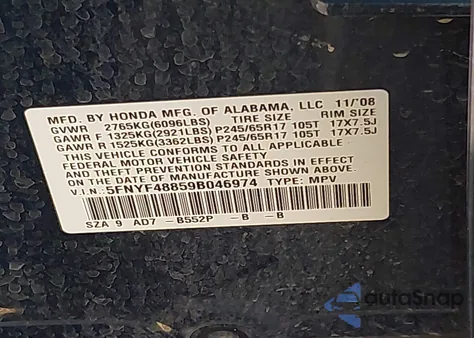 MFD. BY HONDA MFG. OF ALABAMA, LLC 11/'08
GVWR 2765KG(6096LBS) TIRE SIZE RIM SIZE
GAWR F 1325KG(2921LBS) P245/65R17 105T 17X7.5J
GAWR R 1525KG(3362LBS) P245/65R17 105T 17X7.5J
THIS VEHICLE CONFORMS TO ALL APPLICABLE
FEDERAL MOTOR VEHICLE SAFETY AND
THEFT PREVENTION STANDARDS IN EFFECT
ON THE DATE OF MANUFACTURE SHOWN ABOVE.
V.I.N.: 5FNYF48859B046974 TYPE: MPV
SZA 9 AD7 -B552P -B -B
autoSnap